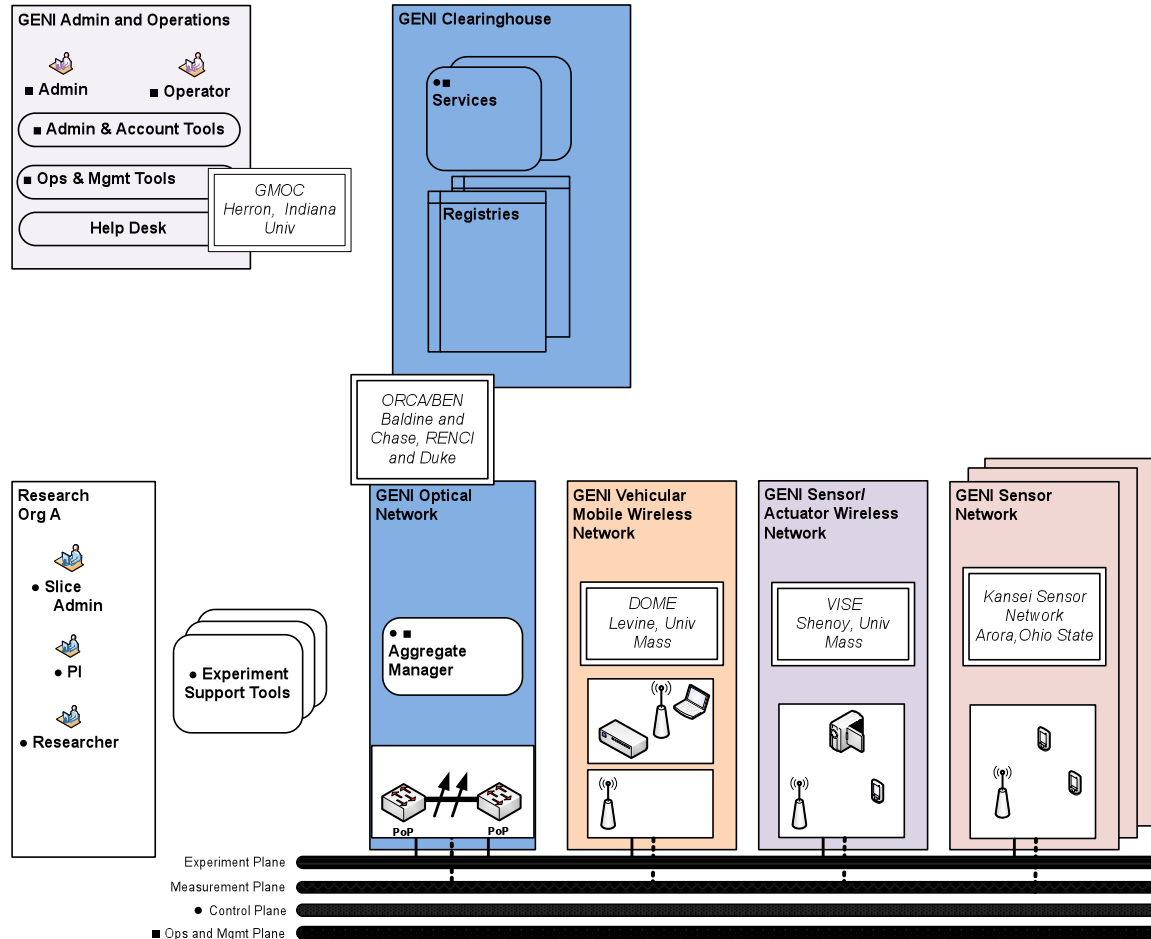 GENI Admin and Operations
■ Admin
■ Operator
■ Admin & Account Tools
■ Ops & Mgmt Tools
Help Desk
GMOC
Herron, Indiana
Univ
GENI Clearinghouse
● ■
Services
Registries
ORCA/BEN
Baldine and
Chase, RENCI
and Duke
Research
Org A
● Slice
Admin
● PI
● Researcher
● Experiment
Support Tools
GENI Optical
Network
● ■
Aggregate
Manager
PoP
PoP
GENI Vehicular
Mobile Wireless
Network
DOME
Levine, Univ
Mass
GENI Sensor/
Actuator Wireless
Network
VISE
Shenoy, Univ
Mass
GENI Sensor
Network
Kansei Sensor
Network
Arora,Ohio State
Experiment Plane
Measurement Plane
● Control Plane
■ Ops and Mgmt Plane